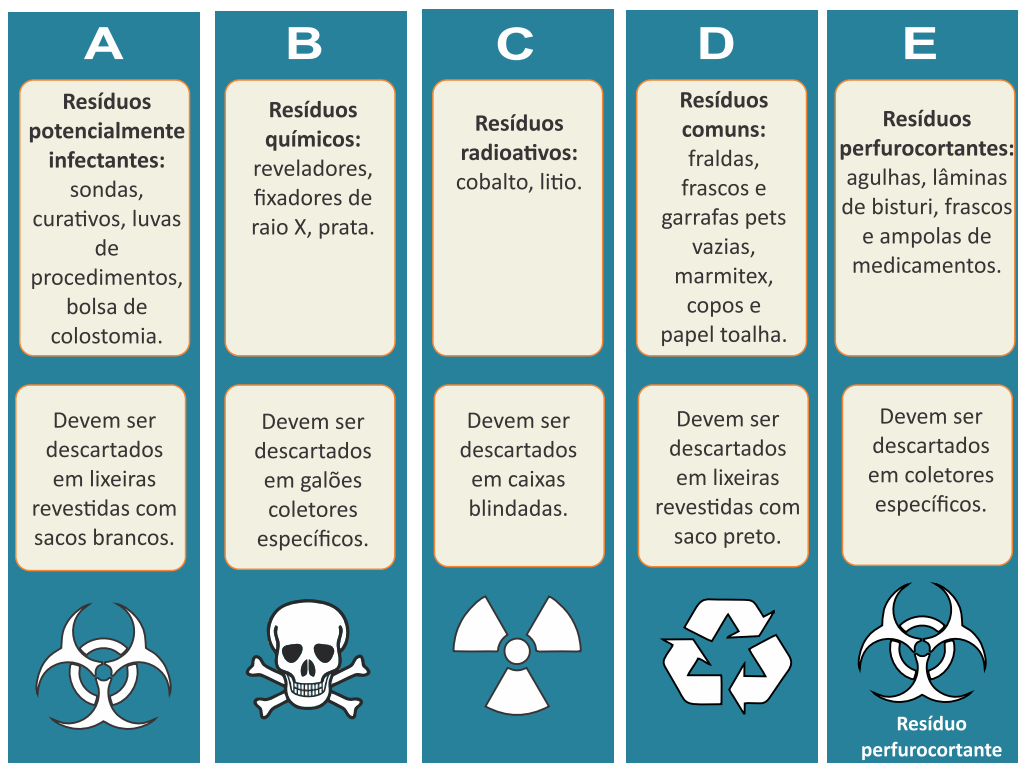 A
Resíduos
potencialmente
infectantes:
sondas,
curativos, luvas
de
procedimentos,
bolsa de
colostomia.
Devem ser
descartados
em lixeiras
revestidas com
sacos brancos.
B
Resíduos
químicos:
reveladores,
fixadores de
raio X, prata.
Devem ser
descartados
em galões
coletores
específicos.
C
Resíduos
radioativos:
cobalto, litio.
Devem ser
descartados
em caixas
blindadas.
D
Resíduos
comuns:
fraldas,
frascos e
garrafas pets
vazias,
marmitex,
copos e
papel toalha.
Devem ser
descartados
em lixeiras
revestidas com
saco preto.
E
Resíduos
perfurocortantes:
agulhas, lâminas
de bisturi, frascos
e ampolas de
medicamentos.
Devem ser
descartados
em coletores
específicos.
Resíduo
perfurocortante